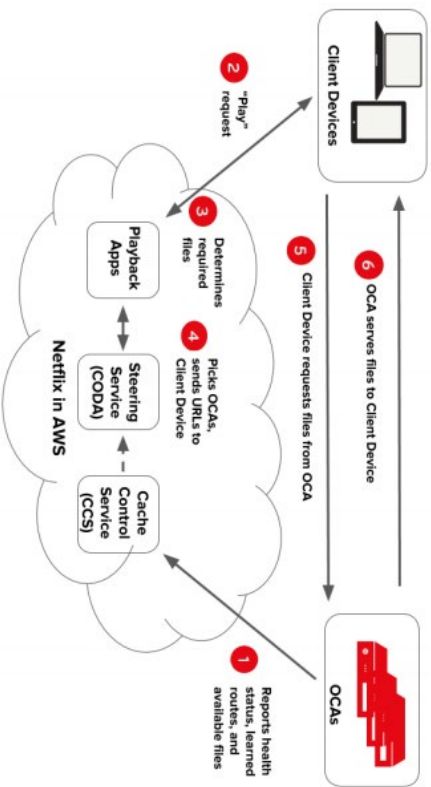 Client Devices
OCAs
6
OCA serves files to Client Device
5
Client Device requests files from OCA
2
"Play"
request
3
Determines
required
files
4
Picks OCAs,
sends URLs to
Client Device
1
Reports health
status, learned
routes, and
available files
Playback
Apps
Steering
Service
(CODA)
Cache
Control
Service
(CCS)
Netflix in AWS